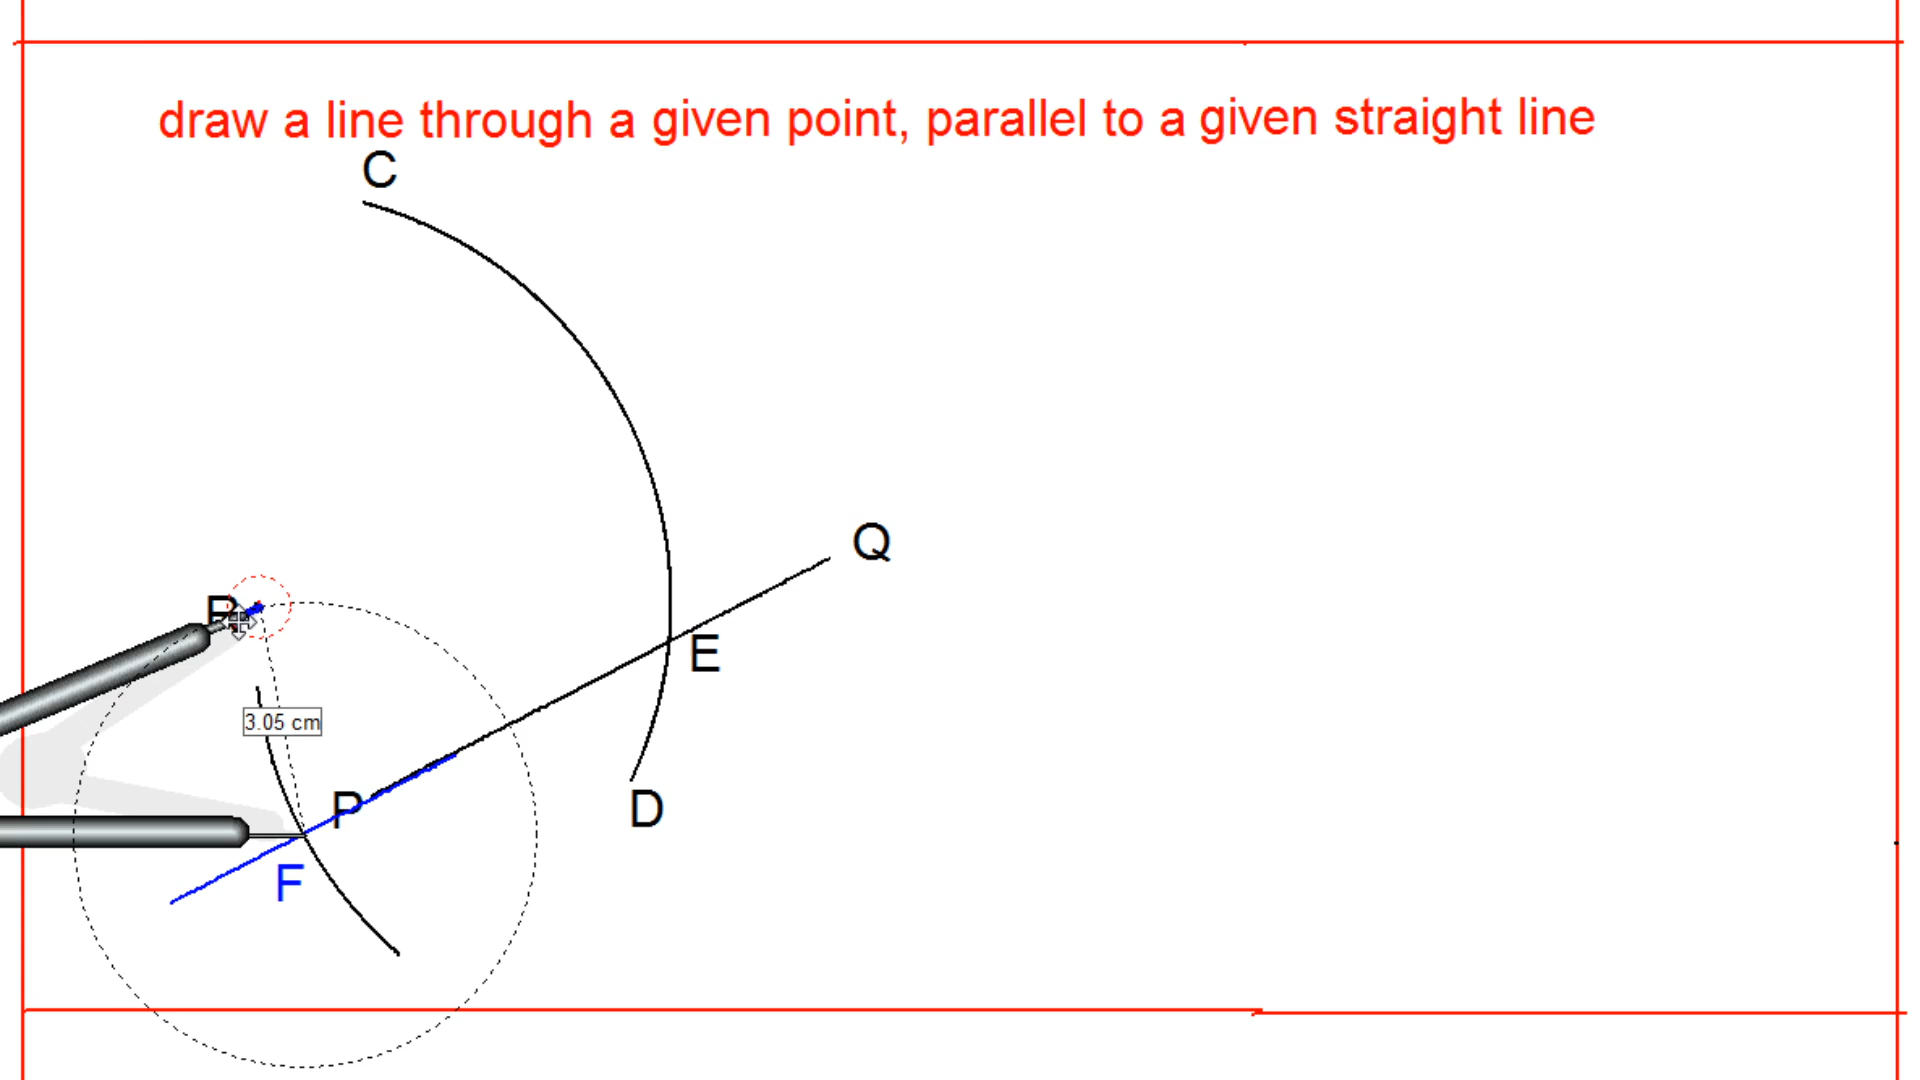 draw a line through a given point, parallel to a given straight line
C
Q
R
E
3.05 cm
P
D
F